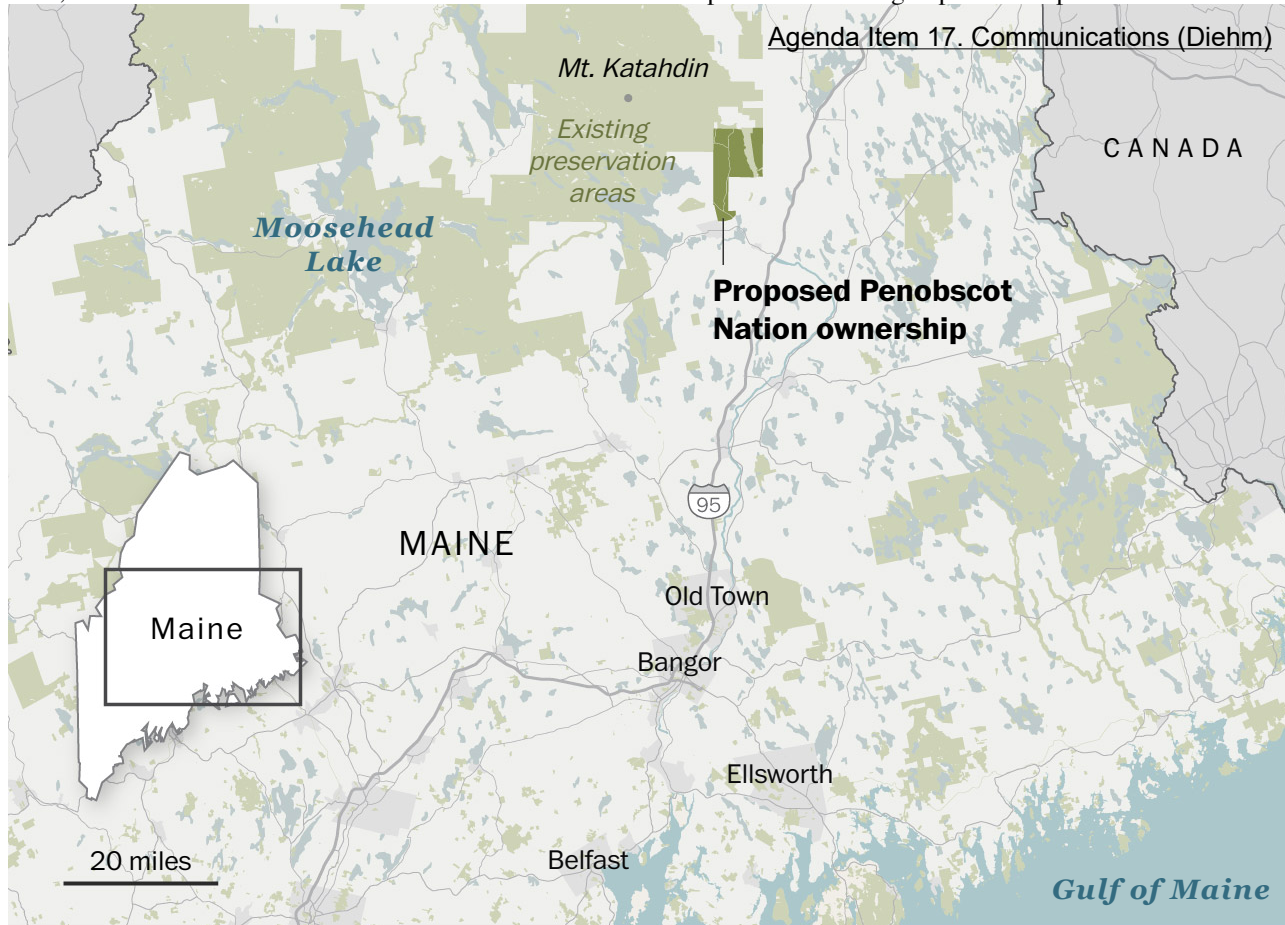 Agenda Item 17. Communications (Diehm)
Mt. Katahdin
Existing
preservation
areas
CANADA
Moosehead
Lake
Proposed Penobscot
Nation ownership
95
MAINE
Old Town
Maine
Bangor
Ellsworth
20 miles
Belfast
Gulf of Maine